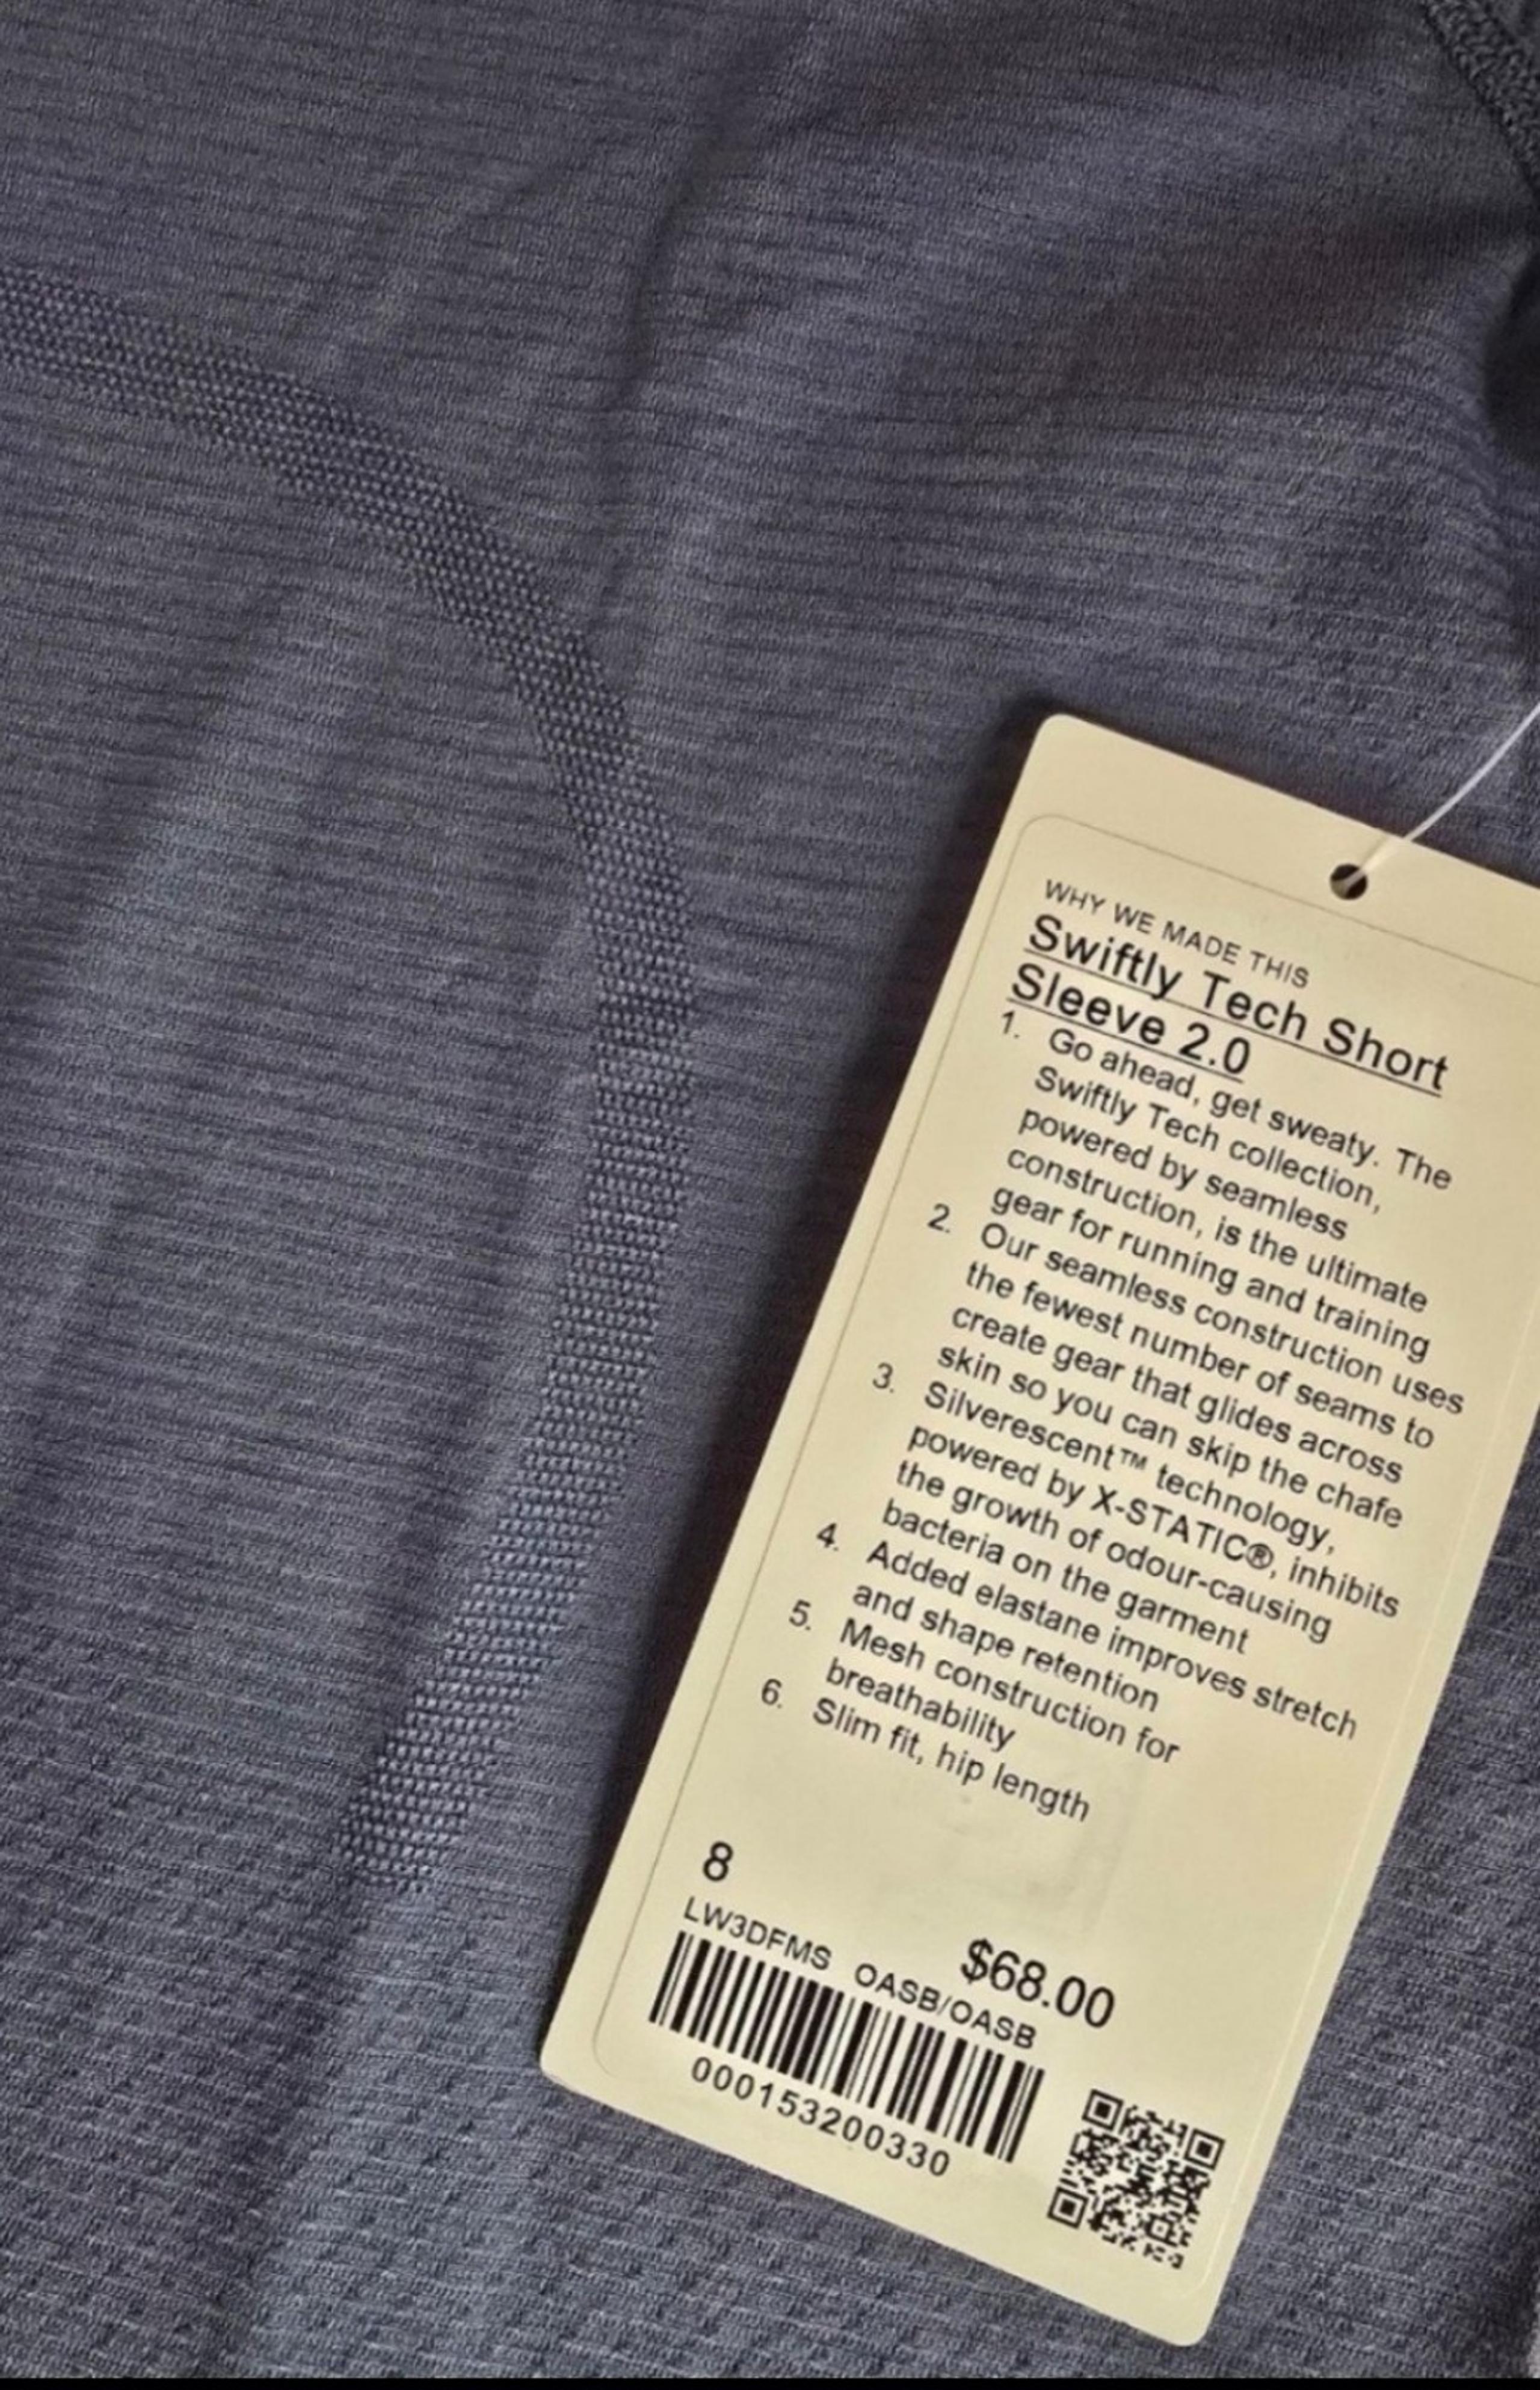 WHY WE MADE THIS
Swiftly Tech Short
Sleeve 2.0
1. Go ahead, get sweaty. The
Swiftly Tech collection,
powered by seamless
construction, is the ultimate
gear for running and training
2. Our seamless construction uses
the fewest number of seams to
create gear that glides across
skin so you can skip the chafe
3. Silverescent™ technology,
powered by X-STATIC®, inhibits
the growth of odour-causing
bacteria on the garment
4. Added elastane improves stretch
and shape retention
5. Mesh construction for
breathability
6. Slim fit, hip length
8
$68.00
LW3DFMS OASB/OASB
000153200330